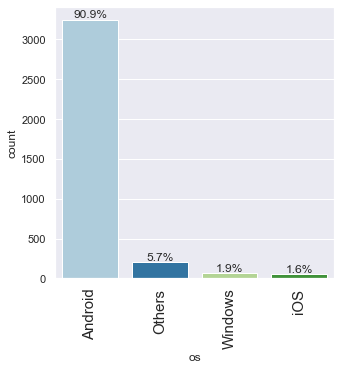 90.9%
3000
2500
2000
1500
1000
500
0
count
5.7%
1.9%
1.6%
Android
Others
Windows
iOS
os